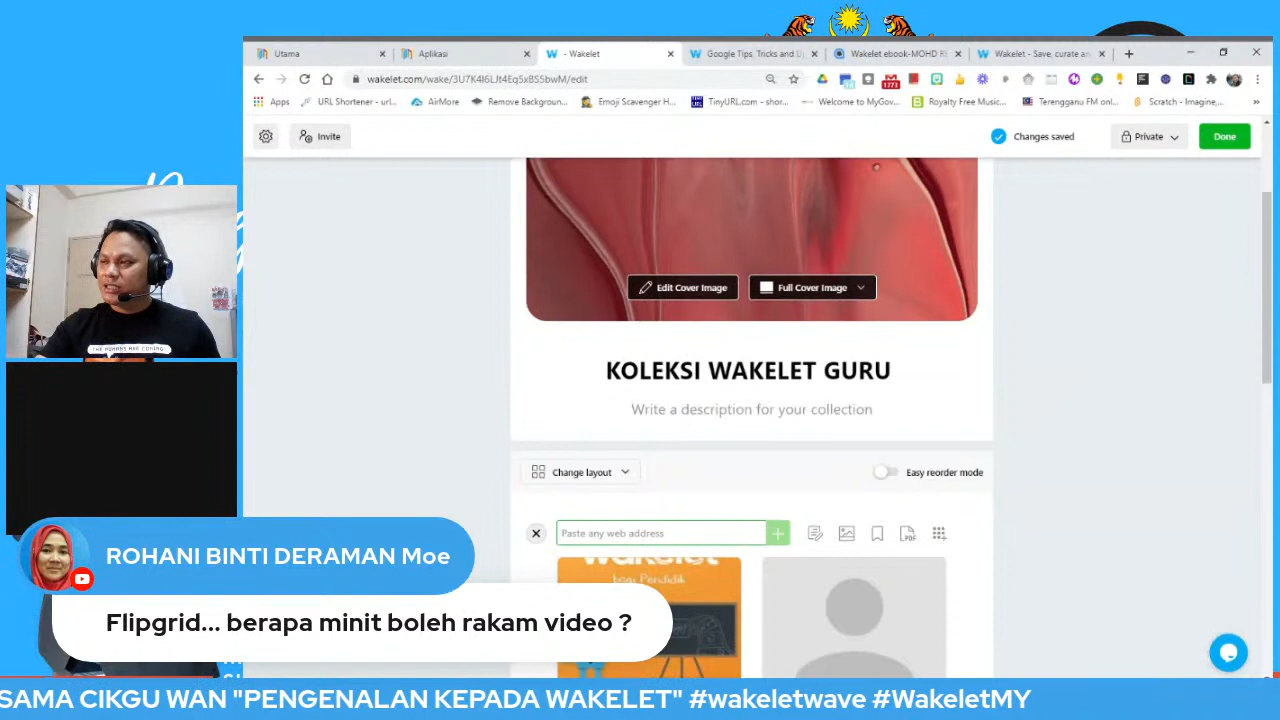 Utama
Aplikasi
- Wakelet
Google Tips, Tricks and U
Wakelet ebook-MOHD R
Wakelet - Save, curate an
wakelet.com/wake/3U7K4I6LJt4Eq5xBS5bwM/edit
1773
Apps
URL Shortener - url...
AirMore
Remove Backgroun...
Emoji Scavenger H...
TinyURL.com - shor...
Welcome to MyGov...
Royalty Free Music...
Terengganu FM onl...
Scratch - Imagine,...
Invite
Changes saved
Private
Done
Edit Cover Image
Full Cover Image
KOLEKSI WAKELET GURU
Write a description for your collection
Change layout
Easy reorder mode
Paste any web address
PDF
Wakelet
bagi Pendidik
ROHANI BINTI DERAMAN Moe
Flipgrid... berapa minit boleh rakam video ?
SAMA CIKGU WAN "PENGENALAN KEPADA WAKELET" #wakeletwave #WakeletMY